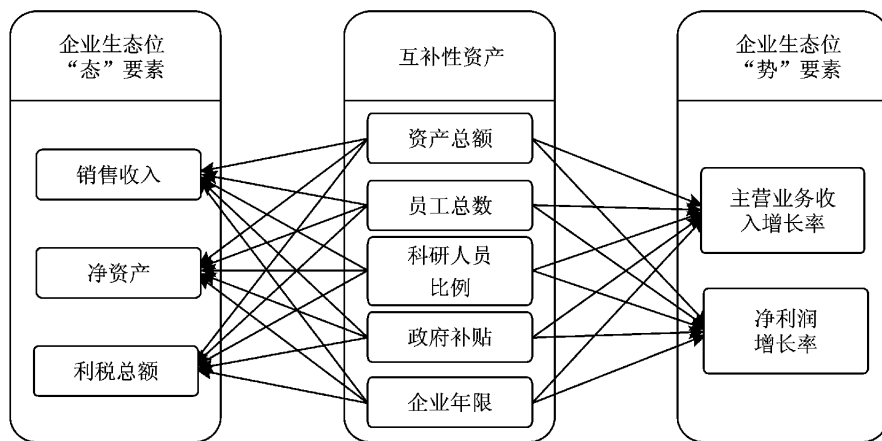 企业生态位
“态”要素
销售收入
净资产
利税总额
互补性资产
资产总额
员工总数
科研人员
比例
政府补贴
企业年限
企业生态位
“势”要素
主营业务收
入增长率
净利润
增长率